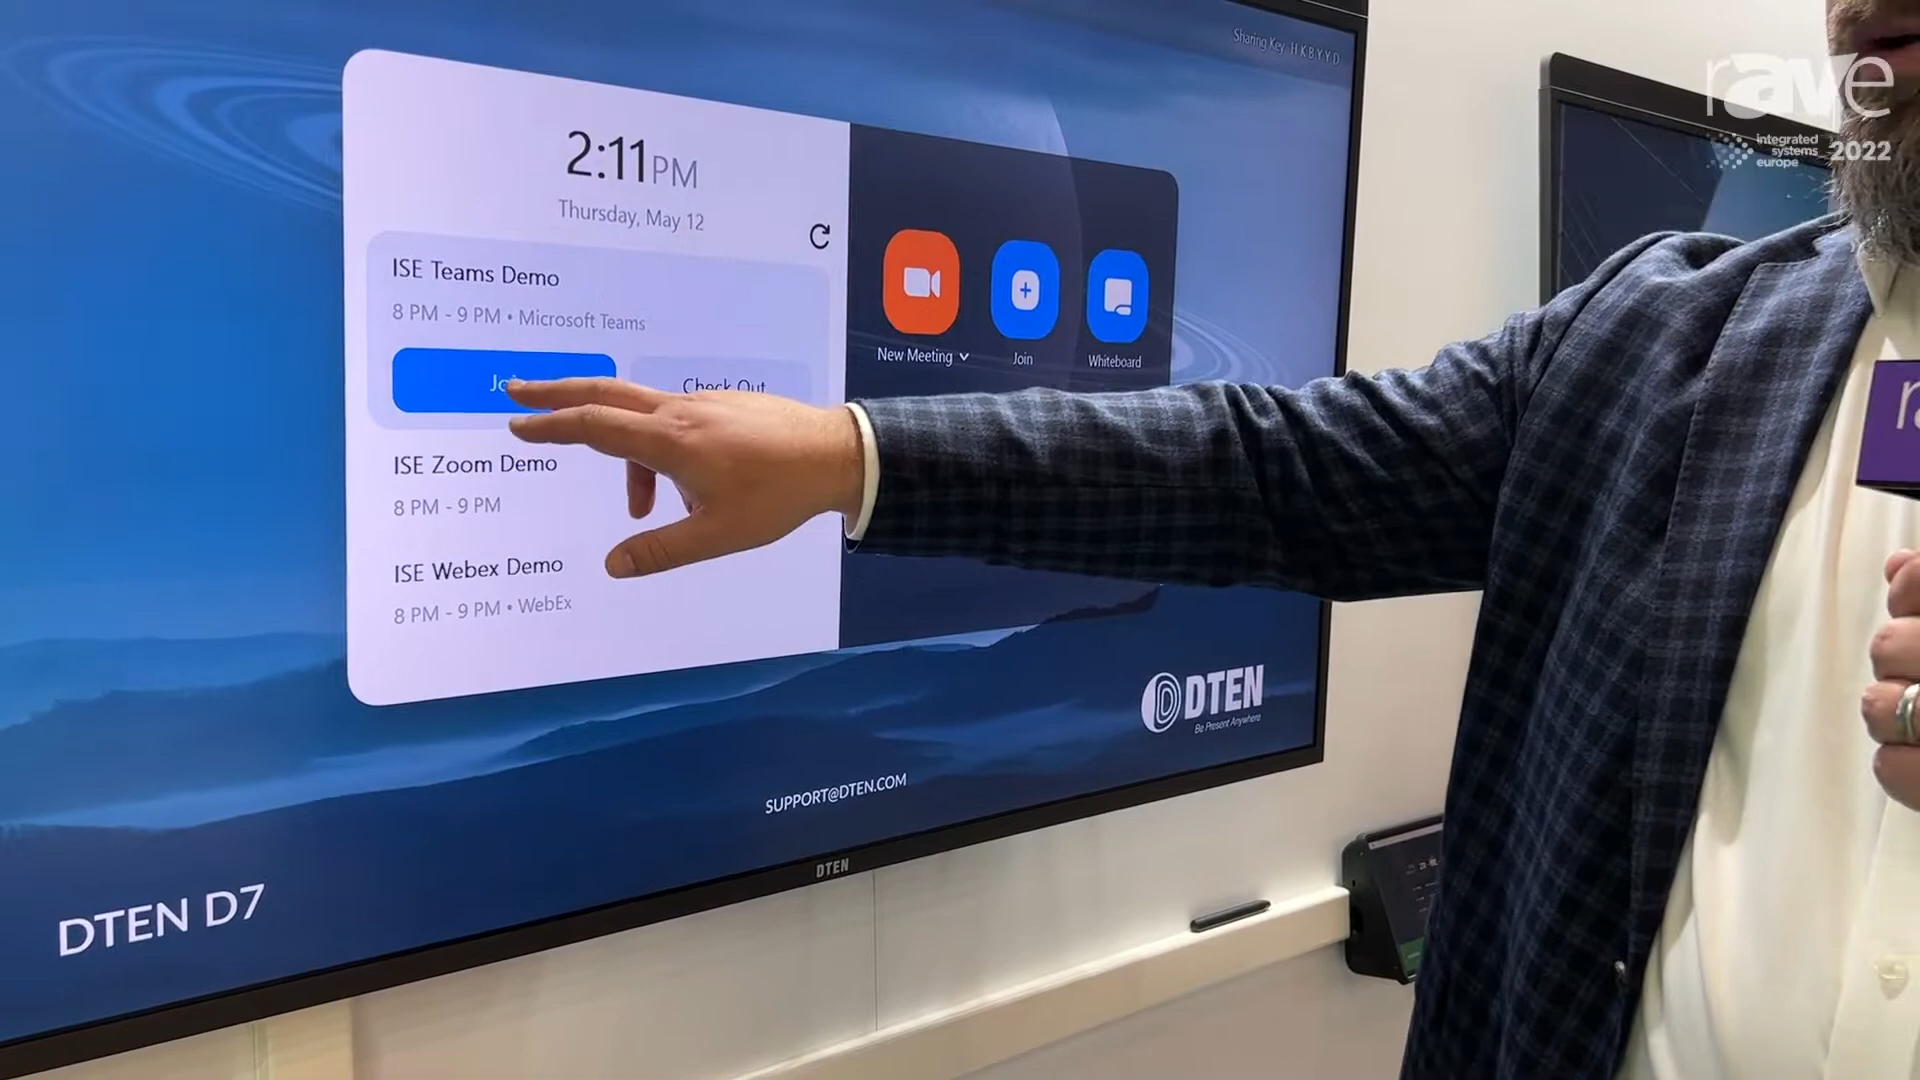 Sharing Key HKBYYD
rave
integrated
systems
europe
2022
2:11PM
Thursday, May 12
ISE Teams Demo
8 PM - 9 PM • Microsoft Teams
Check Out
ISE Zoom Demo
8 PM - 9 PM
ISE Webex Demo
8 PM - 9 PM • WebEx
New Meeting
Join
Whiteboard
DTEN
Be Present Anywhere
SUPPORT@DTEN.COM
DTEN
DTEN D7